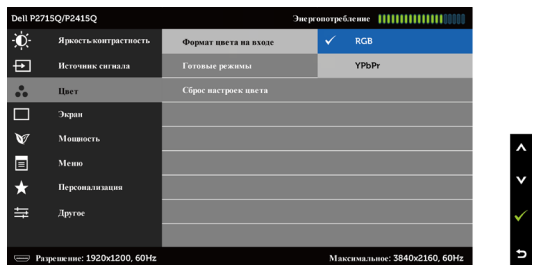 Dell P2715Q/P2415Q Энергопотребление
Яркость/контрастность Формат цвета на входе RGB
Источник сигнала Готовые режимы YPbPr
Цвет Сброс настроек цвета
Экран
Мощность
Меню
Персонализация
Другое
Разрешение: 1920x1200, 60Hz Максимальное: 3840x2160, 60Hz